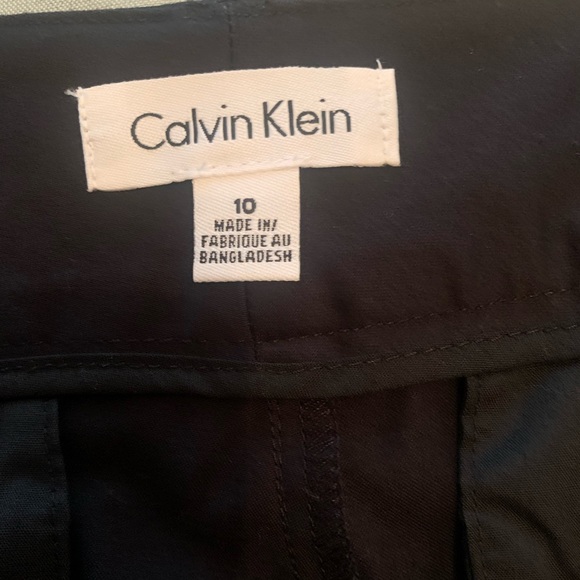 Calvin Klein
10
MADE IN/
FABRIQUE AU
BANGLADESH